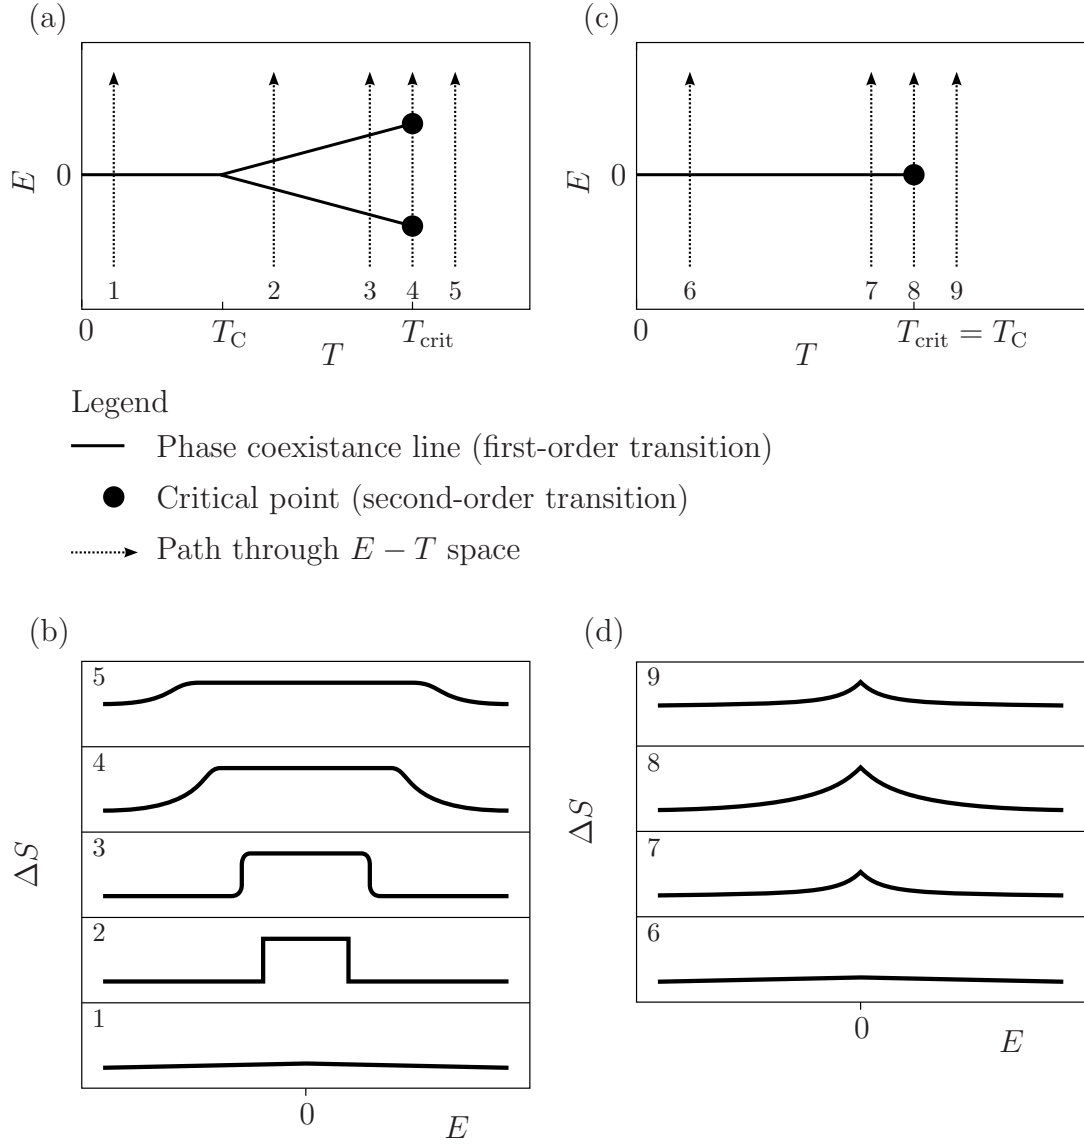 (a)
E
0
1
2
3
4
5
0
T_C
T_crit
T
(c)
E
0
6
7
8
9
0
T_crit = T_C
T
Legend
Phase coexistance line (first-order transition)
Critical point (second-order transition)
Path through E − T space
(b)
ΔS
5
4
3
2
1
0
E
(d)
ΔS
9
8
7
6
0
E